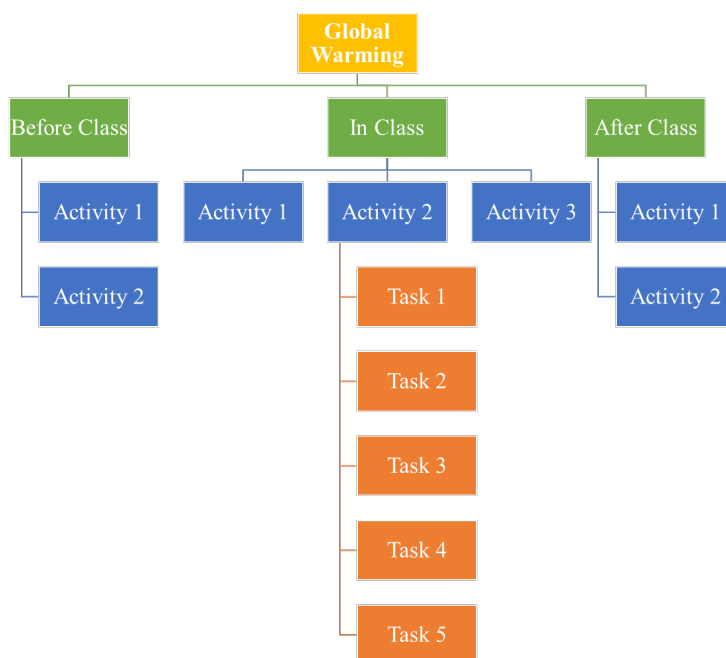 Global
Warming
Before Class
In Class
After Class
Activity 1
Activity 1
Activity 2
Activity 3
Activity 1
Activity 2
Activity 2
Task 1
Task 2
Task 3
Task 4
Task 5